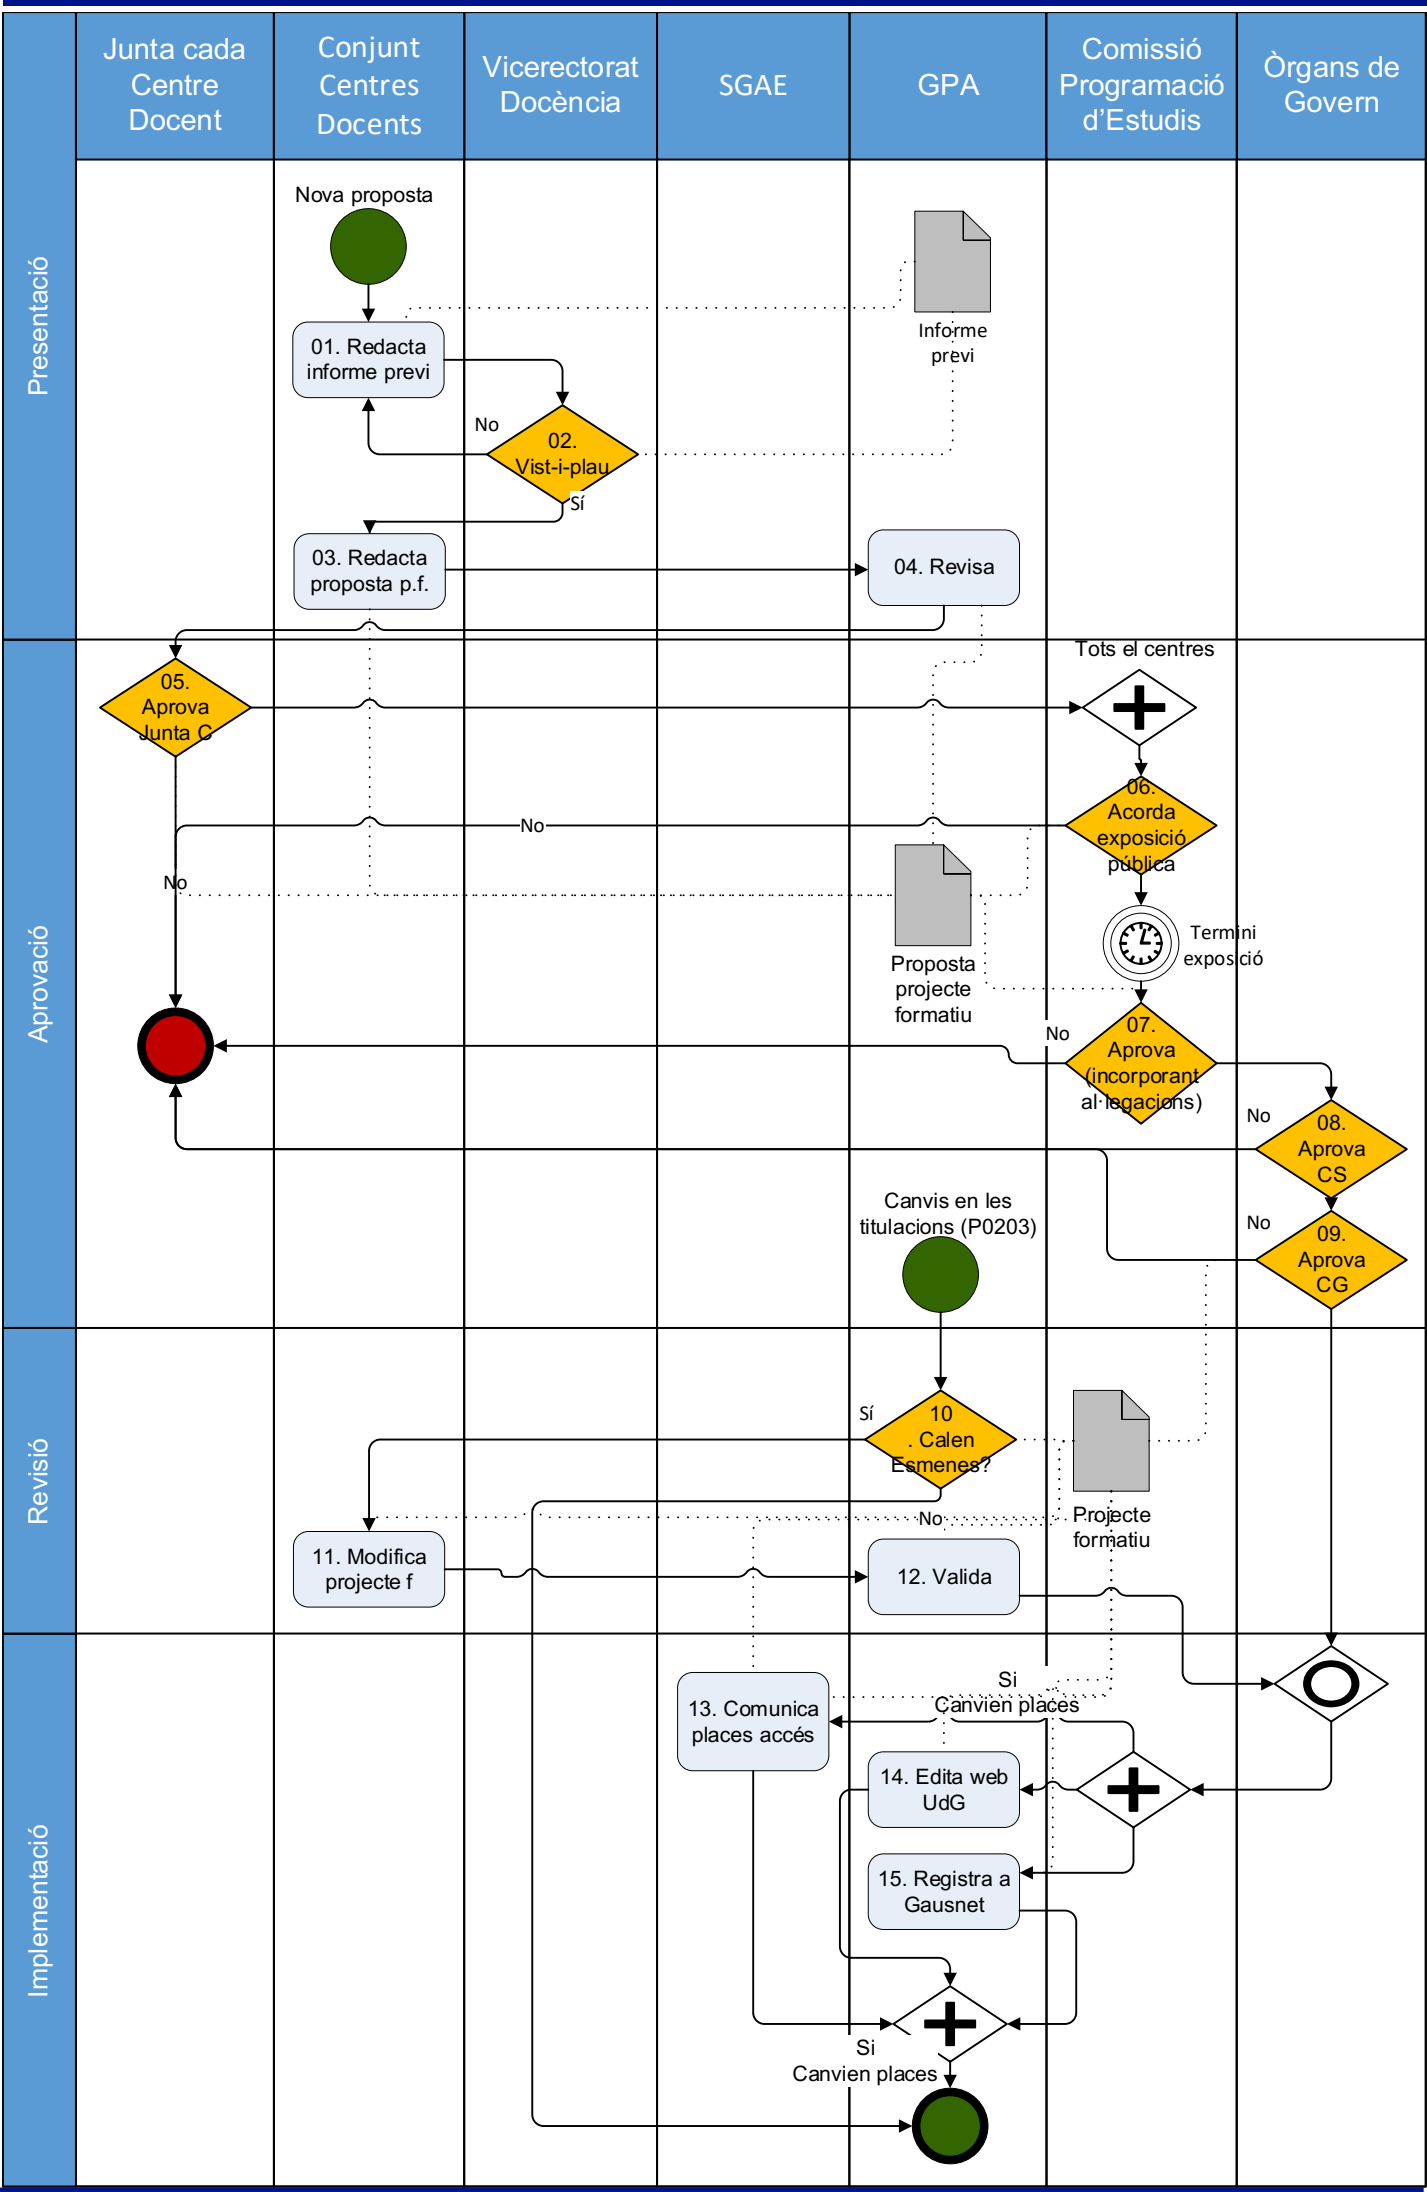 Junta cada
Centre
Docent
Conjunt
Centres
Docents
Vicerectorat
Docència
SGAE
GPA
Comissió
Programació
d'Estudis
Òrgans de
Govern
Presentació
Nova proposta
Informe
previ
01. Redacta
informe previ
No
02.
Vist-i-plau
Sí
03. Redacta
proposta p.f.
04. Revisa
Aprovació
Tots el centres
05.
Aprova
Junta C
06.
Acorda
exposició
pública
No
No
Termini
exposició
Proposta
projecte
formatiu
No
07.
Aprova
(incorporant
al·legacions)
No
08.
Aprova
CS
Canvis en les
titulacions (P0203)
No
09.
Aprova
CG
Revisió
Sí
10
. Calen
Esmenes?
No
Projecte
formatiu
11. Modifica
projecte f
12. Valida
Implementació
Si
Canvien places
13. Comunica
places accés
14. Edita web
UdG
15. Registra a
Gausnet
Si
Canvien places